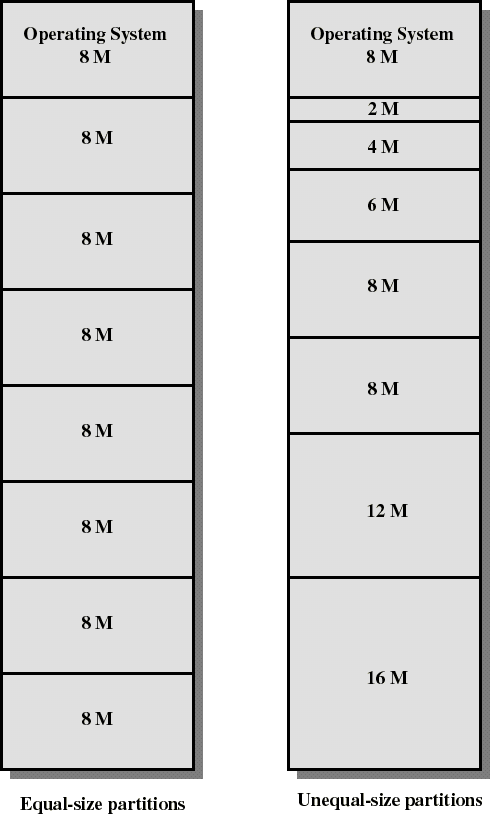 Operating System
8 M
8 M
8 M
8 M
8 M
8 M
8 M
8 M
Equal-size partitions
Operating System
8 M
2 M
4 M
6 M
8 M
8 M
12 M
16 M
Unequal-size partitions